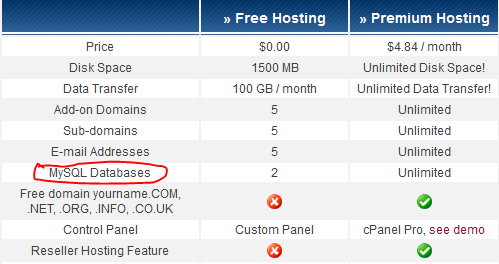 » Free Hosting » Premium Hosting
Price $0.00 $4.84 / month
Disk Space 1500 MB Unlimited Disk Space!
Data Transfer 100 GB / month Unlimited Data Transfer!
Add-on Domains 5 Unlimited
Sub-domains 5 Unlimited
E-mail Addresses 5 Unlimited
MySQL Databases 2 Unlimited
Free domain yourname.COM,
.NET, .ORG, .INFO, .CO.UK
Control Panel Custom Panel cPanel Pro, see demo
Reseller Hosting Feature